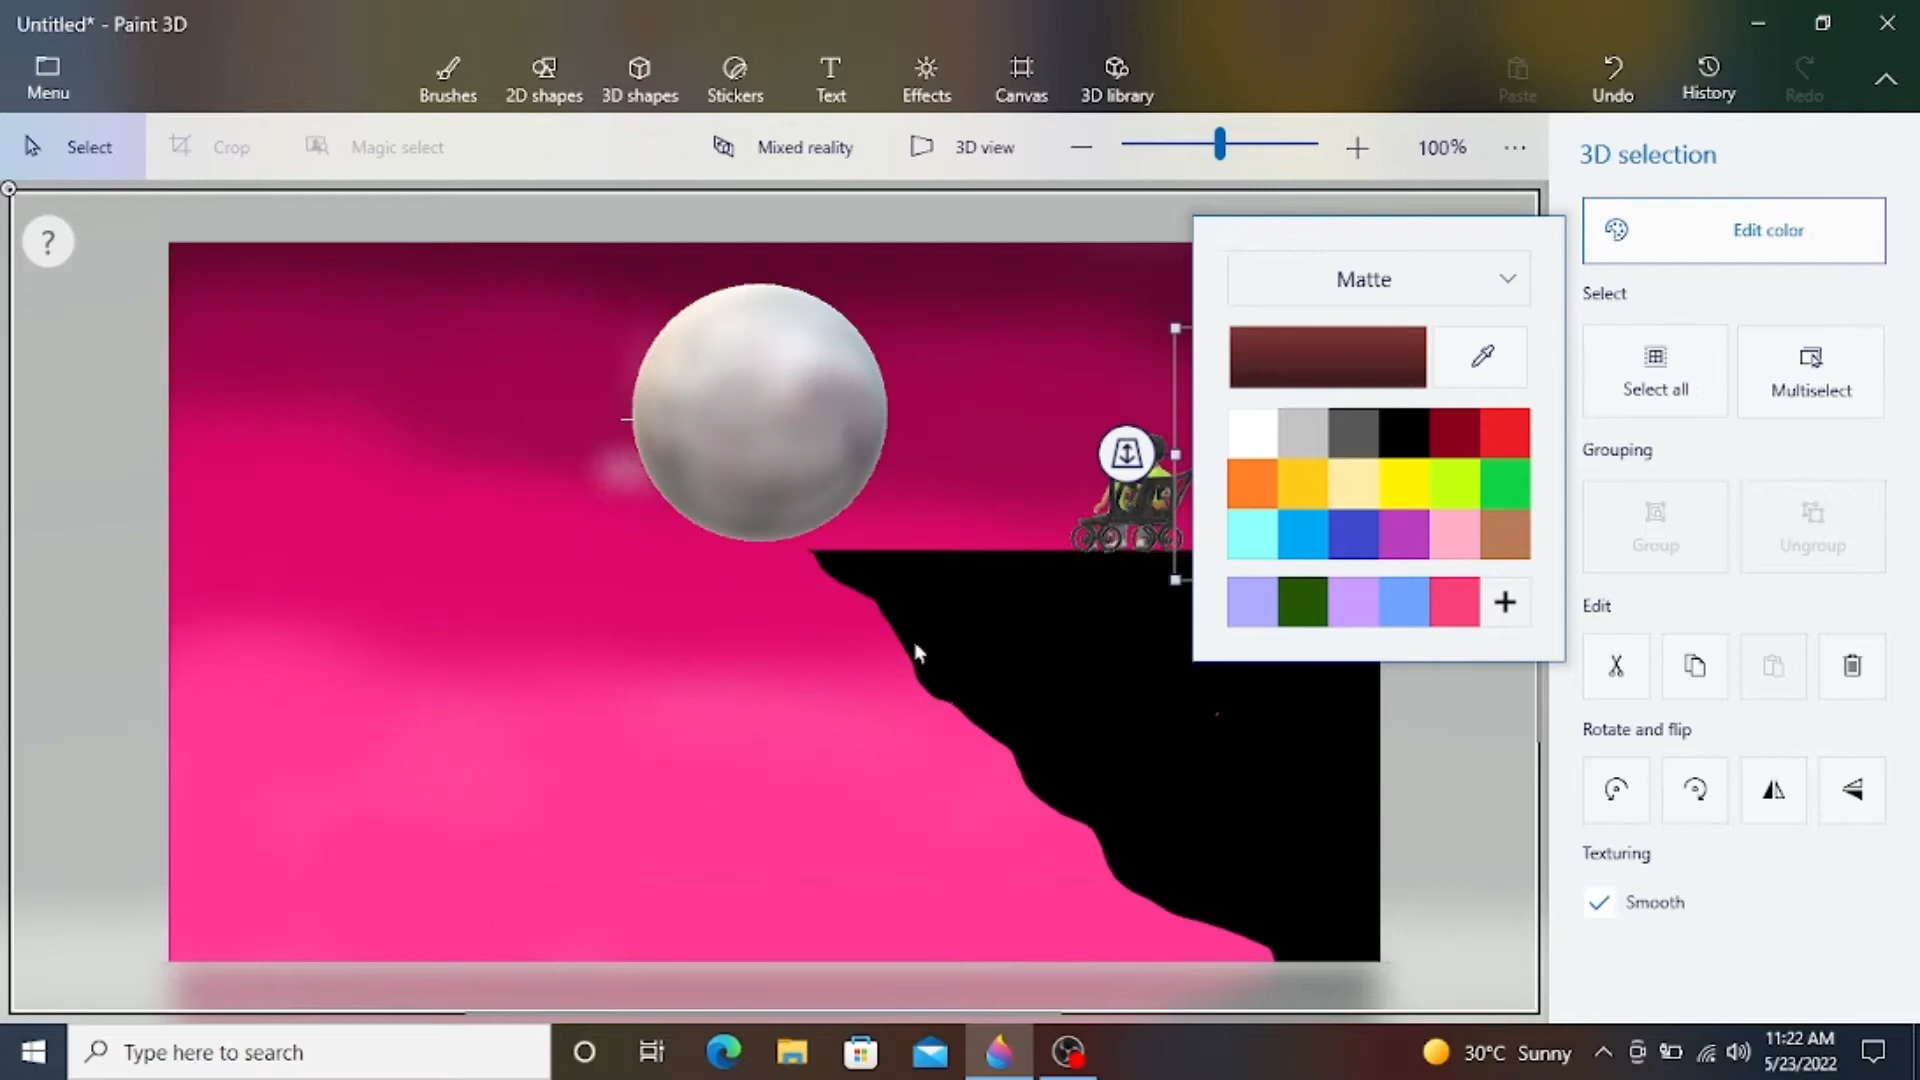 Untitled* - Paint 3D
Menu
Brushes
2D shapes
3D shapes
Stickers
Text
Effects
Canvas
3D library
Paste
Undo
History
Redo
Select
Crop
Magic select
Mixed reality
3D view
100%
3D selection
Edit color
Matte
Select
Select all
Multiselect
Grouping
Group
Ungroup
Edit
Rotate and flip
Texturing
Smooth
Type here to search
30°C Sunny
11:22 AM
5/23/2022